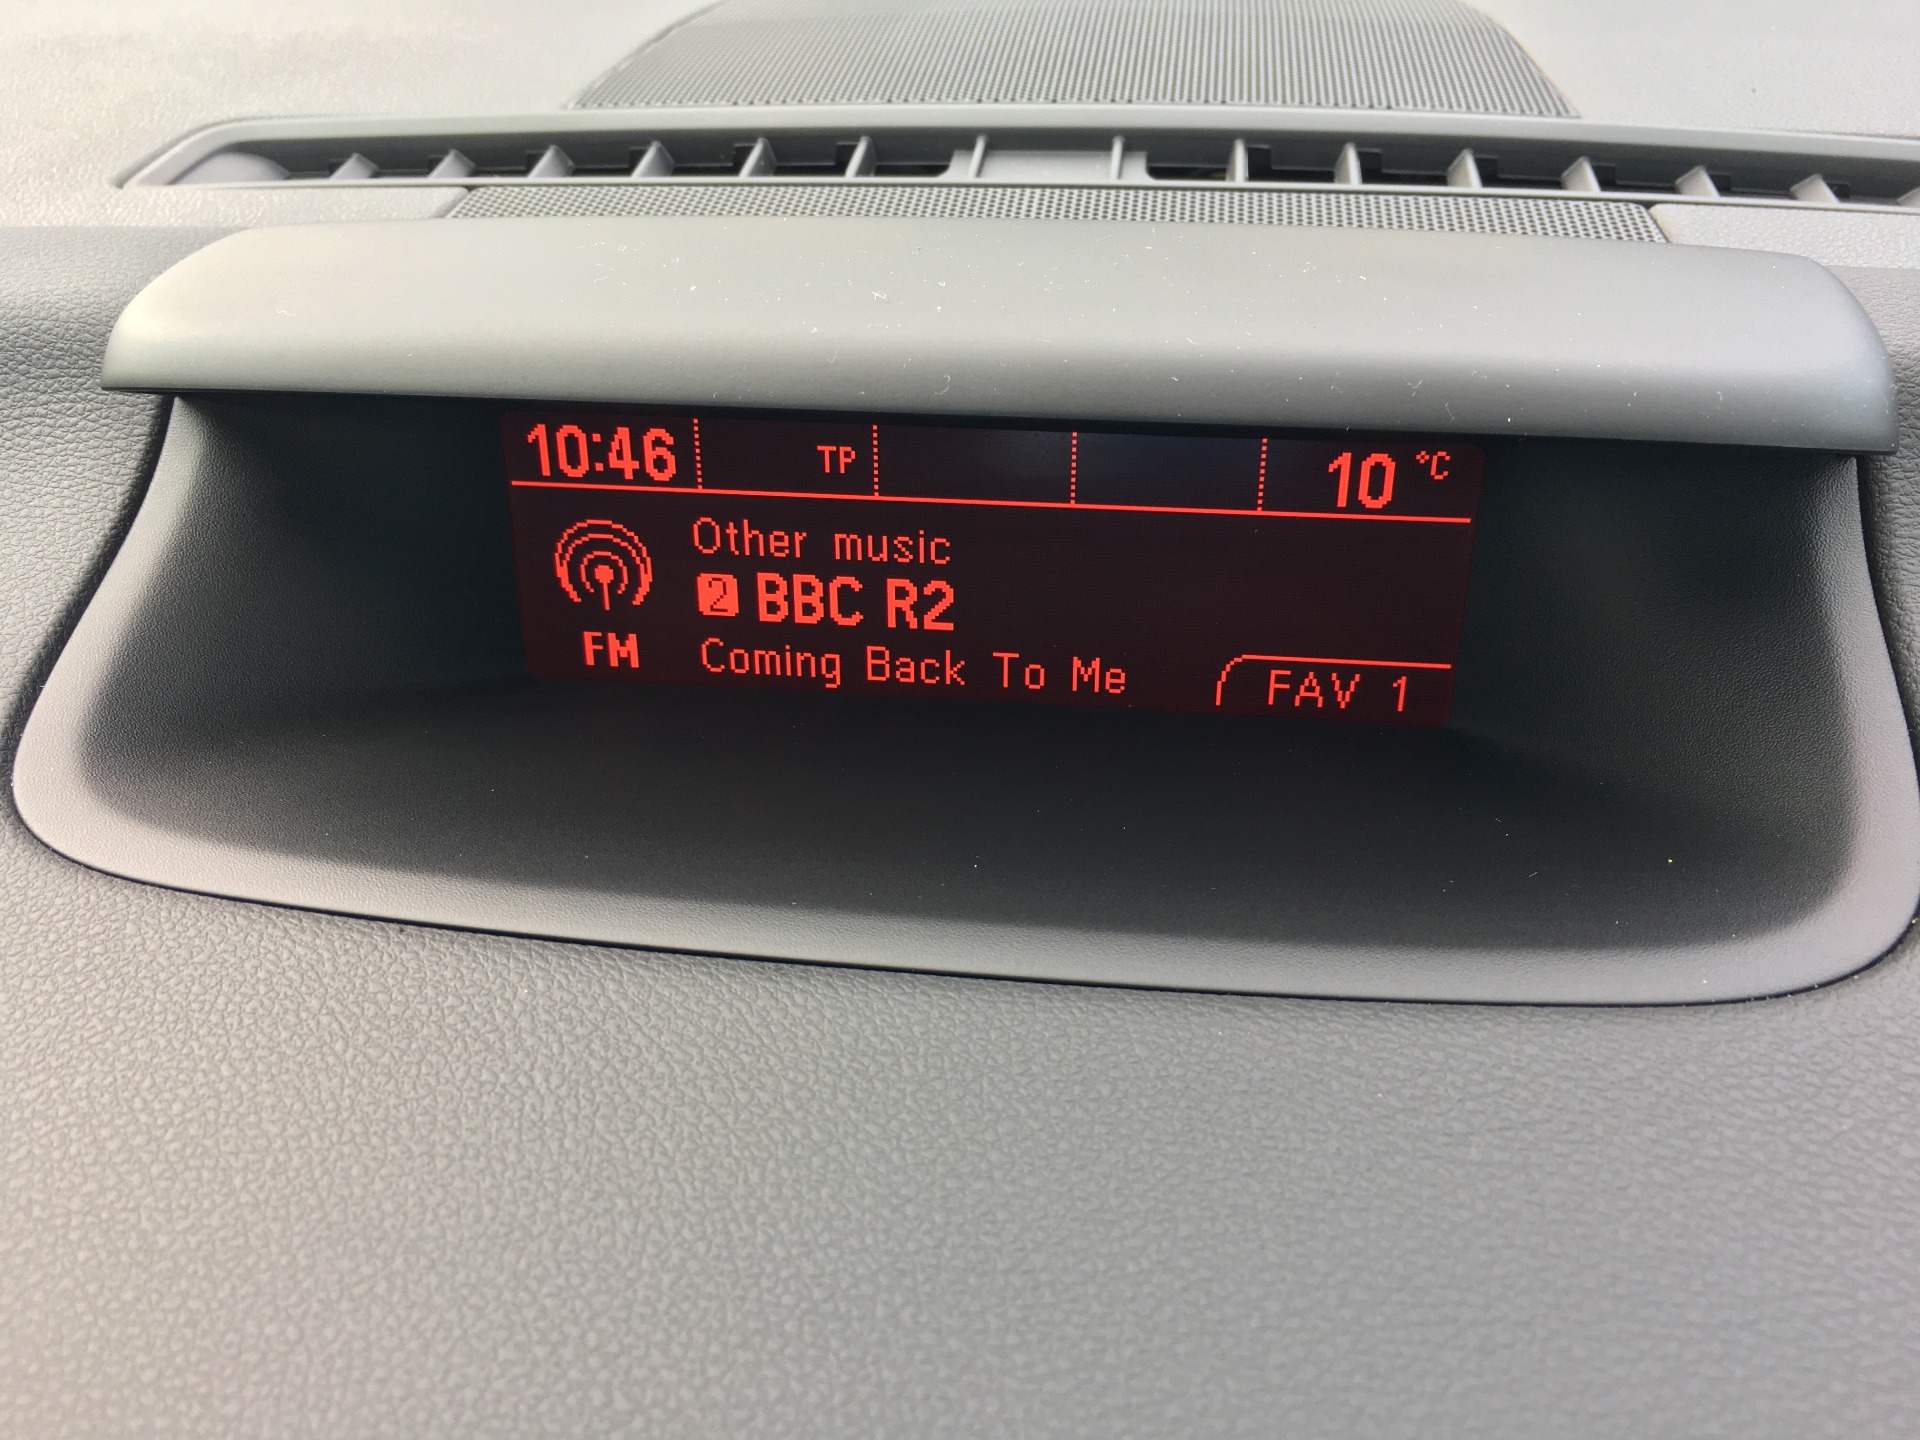 10:46 TP 10 °C
Other music
2 BBC R2
FM Coming Back To Me
FAV 1